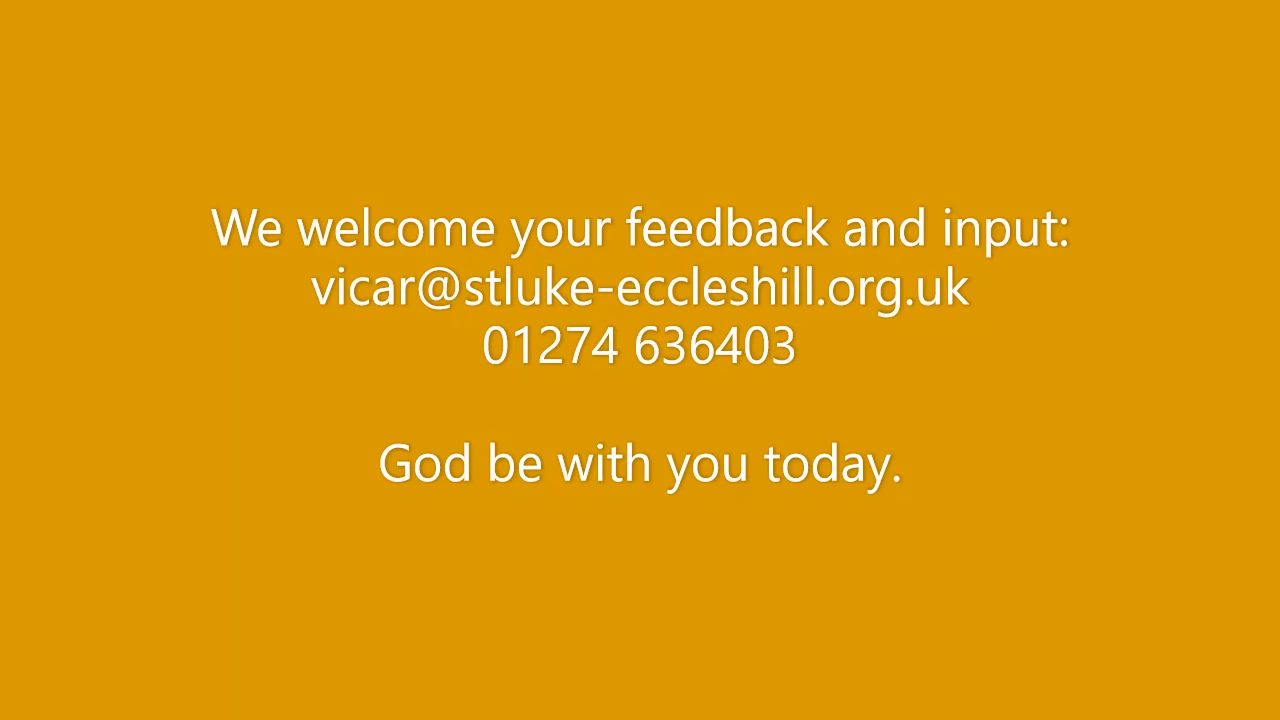 We welcome your feedback and input:
vicar@stluke-eccleshill.org.uk
01274 636403
God be with you today.